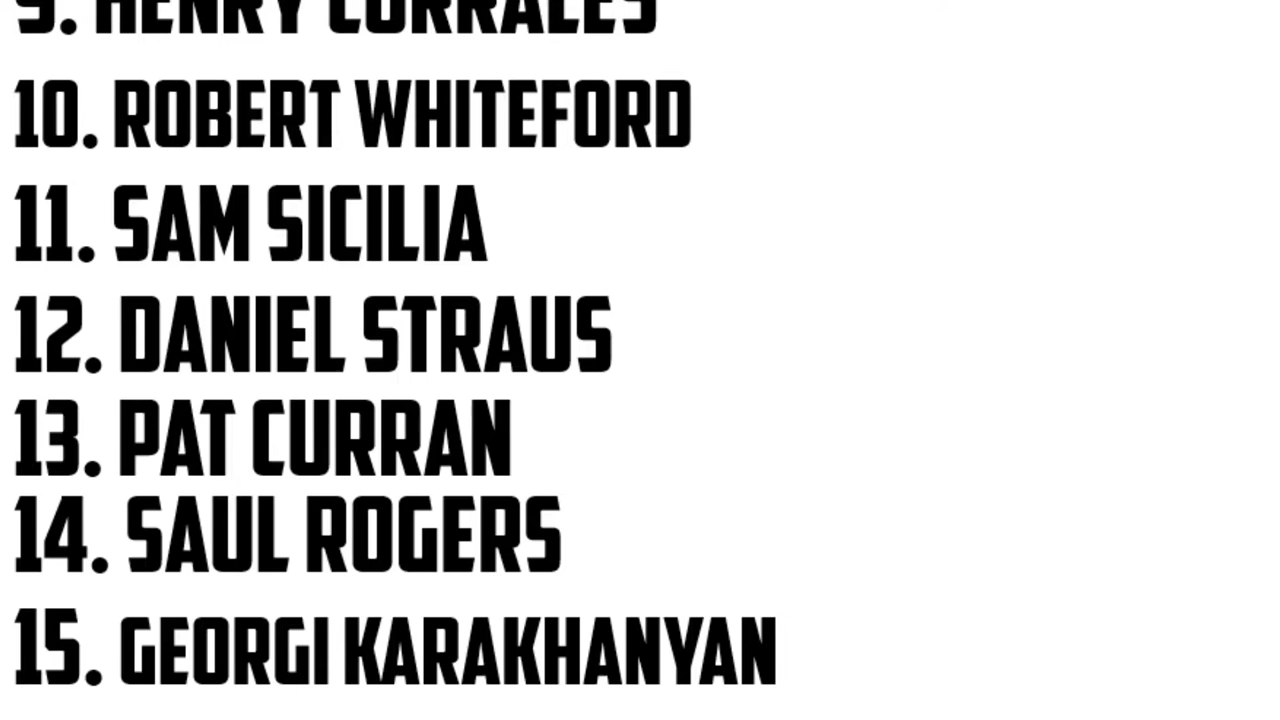 9. HENRY CORRALES
10. ROBERT WHITEFORD
11. SAM SICILIA
12. DANIEL STRAUS
13. PAT CURRAN
14. SAUL ROGERS
15. GEORGI KARAKHANYAN